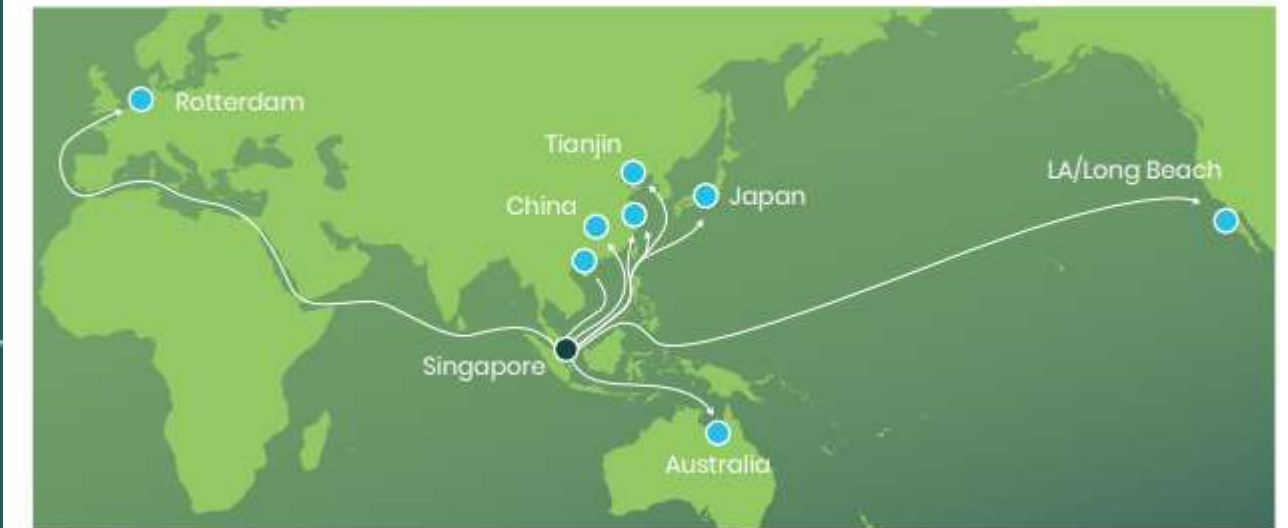 Rotterdam
Tianjin
LA/Long Beach
China
Japan
Singapore
Australia